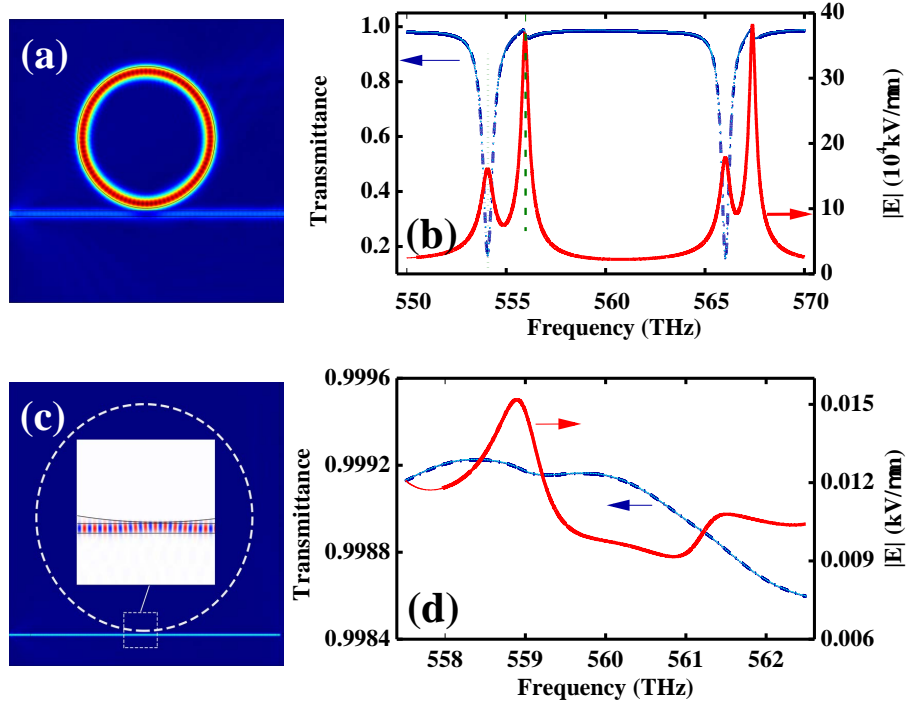 (a)
Transmittance
1.0
0.8
0.6
0.4
0.2
(b)
550
555
560
565
570
Frequency (THz)
40
30
20
10
0
|E| (10⁴kV/mm)
(c)
Transmittance
0.9996
0.9992
0.9988
0.9984
(d)
558
559
560
561
562
Frequency (THz)
0.015
0.012
0.009
0.006
|E| (kV/mm)